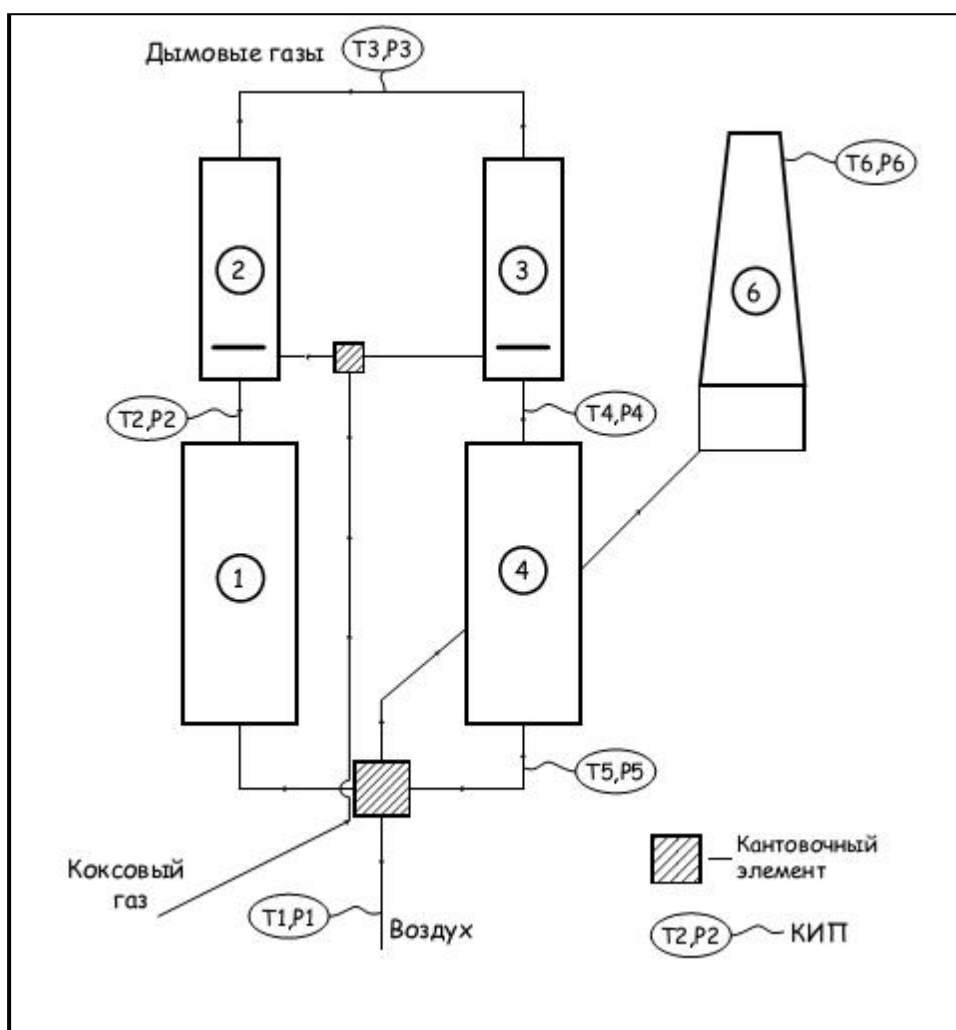 Дымовые газы
T3,P3
T6,P6
2
3
6
T2,P2
T4,P4
1
4
T5,P5
Коксовый
газ
T1,P1
Воздух
Кантовочный
элемент
T2,P2
КИП